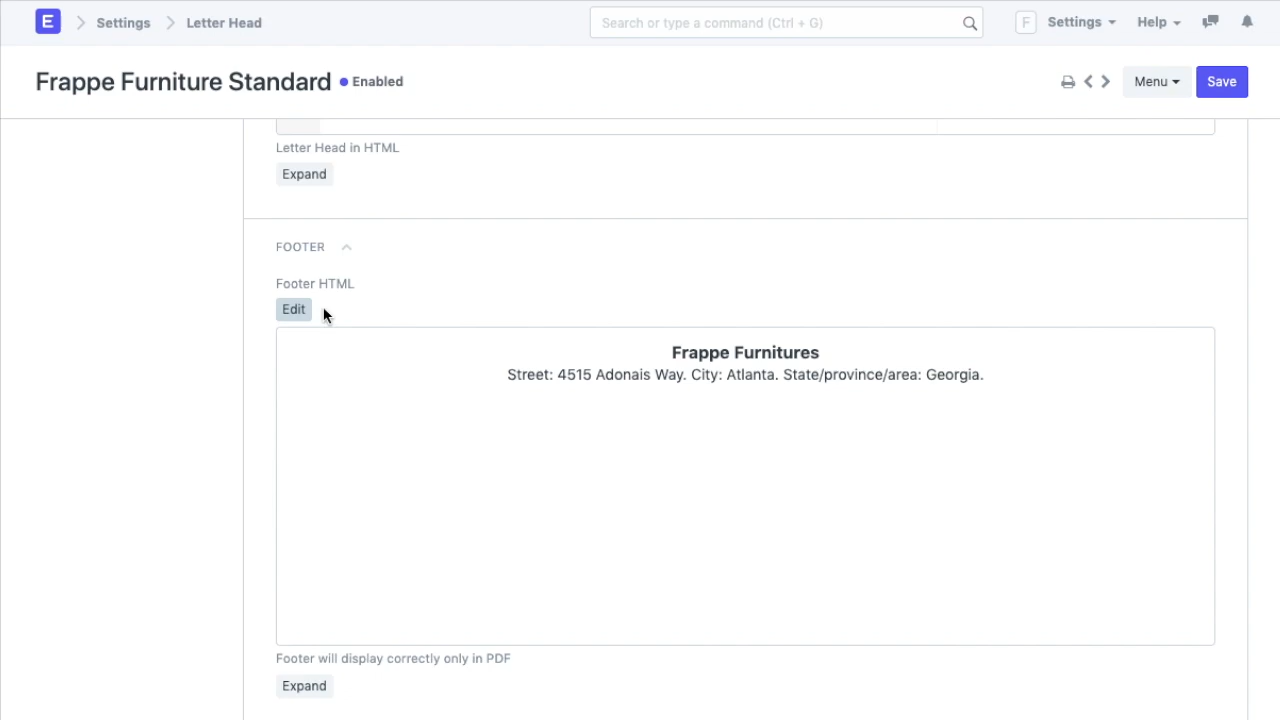 E Settings Letter Head Search or type a command (Ctrl + G) F Settings Help
Frappe Furniture Standard Enabled Menu Save
Letter Head in HTML
Expand
FOOTER
Footer HTML
Edit
Frappe Furnitures
Street: 4515 Adonais Way. City: Atlanta. State/province/area: Georgia.
Footer will display correctly only in PDF
Expand